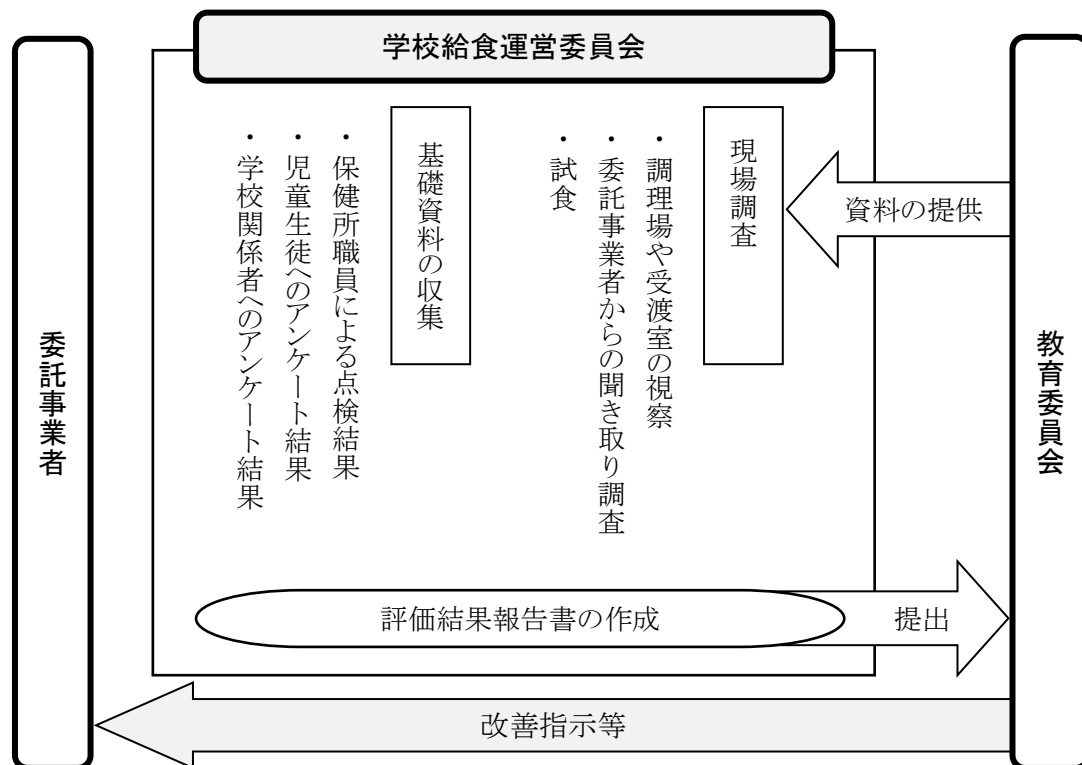 学校給食運営委員会
教育委員会
資料の提供
現場調査
・調理場や受渡室の視察
・委託事業者からの聞き取り調査
・試食
基礎資料の収集
・保健所職員による点検結果
・児童生徒へのアンケート結果
・学校関係者へのアンケート結果
委託事業者
評価結果報告書の作成
提出
改善指示等